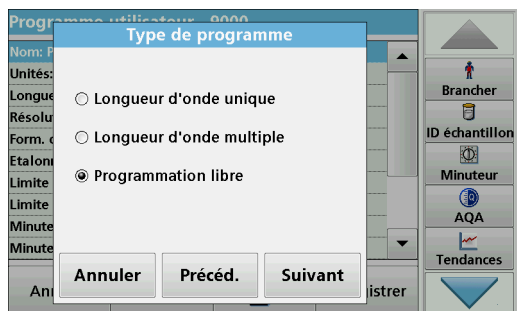 Programme utilisateur 9000
Type de programme
Nom: P
Unités:
Longue
Résolu
Form. d
Etalonn
Limite
Limite
Minute
Minute
Longueur d'onde unique
Longueur d'onde multiple
Programmation libre
Annuler
Précéd.
Suivant
An
istrer
Brancher
ID échantillon
Minuteur
AQA
Tendances